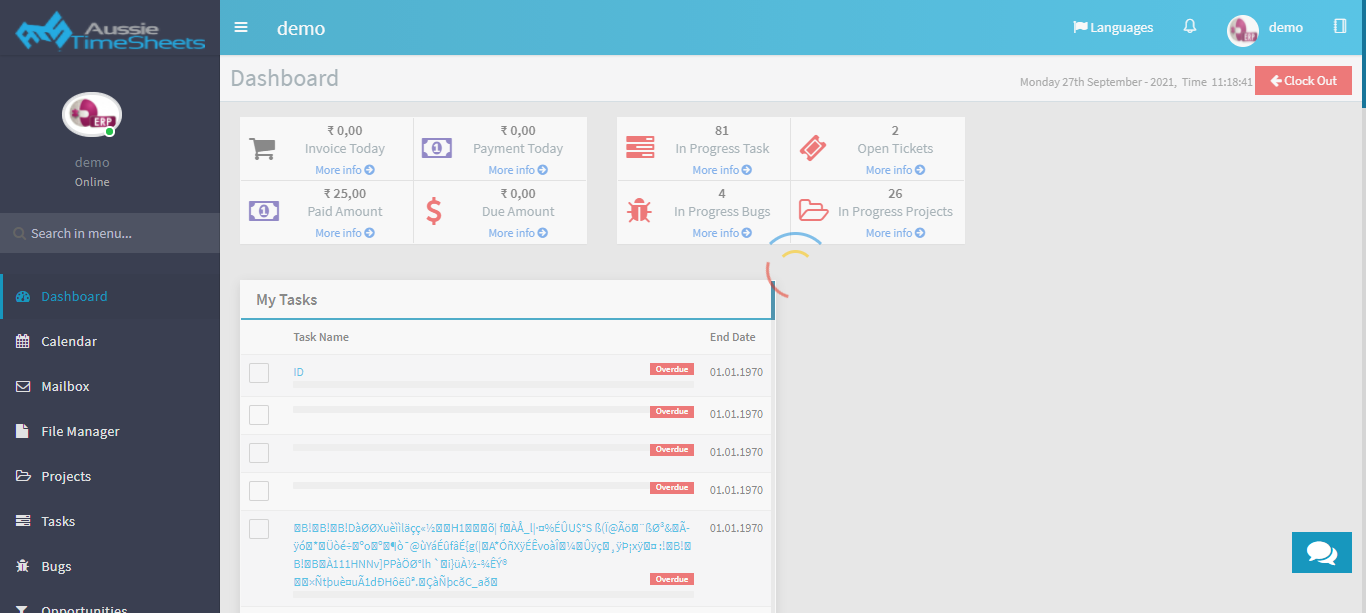 Aussie
TimeSheets
demo
Languages
demo
Dashboard
Monday 27th September - 2021, Time 11:18:41
Clock Out
ERP
demo
Online
Search in menu...
Dashboard
Calendar
Mailbox
File Manager
Projects
Tasks
Bugs
Opportunities
₹ 0,00
Invoice Today
More info
₹ 0,00
Payment Today
More info
₹ 25,00
Paid Amount
More info
₹ 0,00
Due Amount
More info
81
In Progress Task
More info
2
Open Tickets
More info
4
In Progress Bugs
More info
26
In Progress Projects
More info
My Tasks
Task Name End Date
ID Overdue 01.01.1970
Overdue 01.01.1970
Overdue 01.01.1970
Overdue 01.01.1970
01.01.1970
Overdue